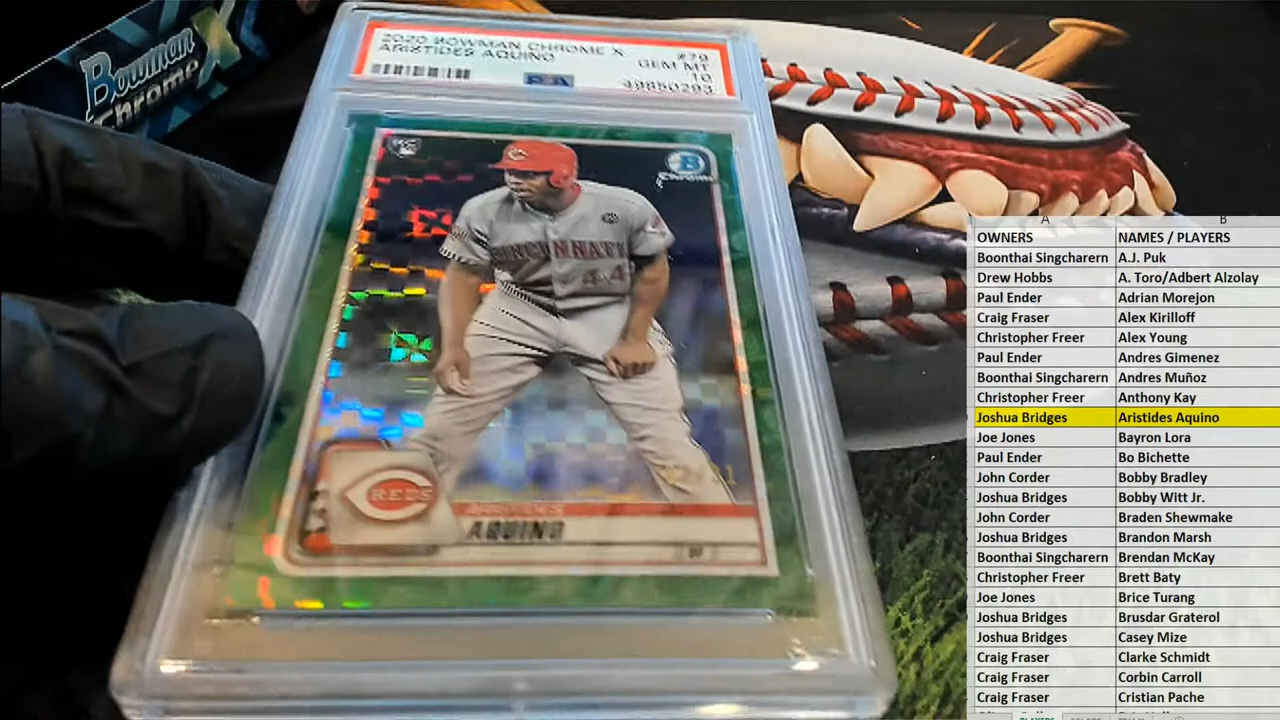 Bowman
Chrome X
2020 BOWMAN CHROME X #79
ARISTIDES AQUINO GEM MT
10
PSA 49850293
RC
B
Chrome
CINCINNATI
44
REDS
ARISTIDES
AQUINO
OF
A B
OWNERS NAMES / PLAYERS
Boonthai Singcharern A.J. Puk
Drew Hobbs A. Toro/Adbert Alzolay
Paul Ender Adrian Morejon
Craig Fraser Alex Kirilloff
Christopher Freer Alex Young
Paul Ender Andres Gimenez
Boonthai Singcharern Andres Muñoz
Christopher Freer Anthony Kay
Joshua Bridges Aristides Aquino
Joe Jones Bayron Lora
Paul Ender Bo Bichette
John Corder Bobby Bradley
Joshua Bridges Bobby Witt Jr.
John Corder Braden Shewmake
Joshua Bridges Brandon Marsh
Boonthai Singcharern Brendan McKay
Christopher Freer Brett Baty
Joe Jones Brice Turang
Joshua Bridges Brusdar Graterol
Joshua Bridges Casey Mize
Craig Fraser Clarke Schmidt
Craig Fraser Corbin Carroll
Craig Fraser Cristian Pache